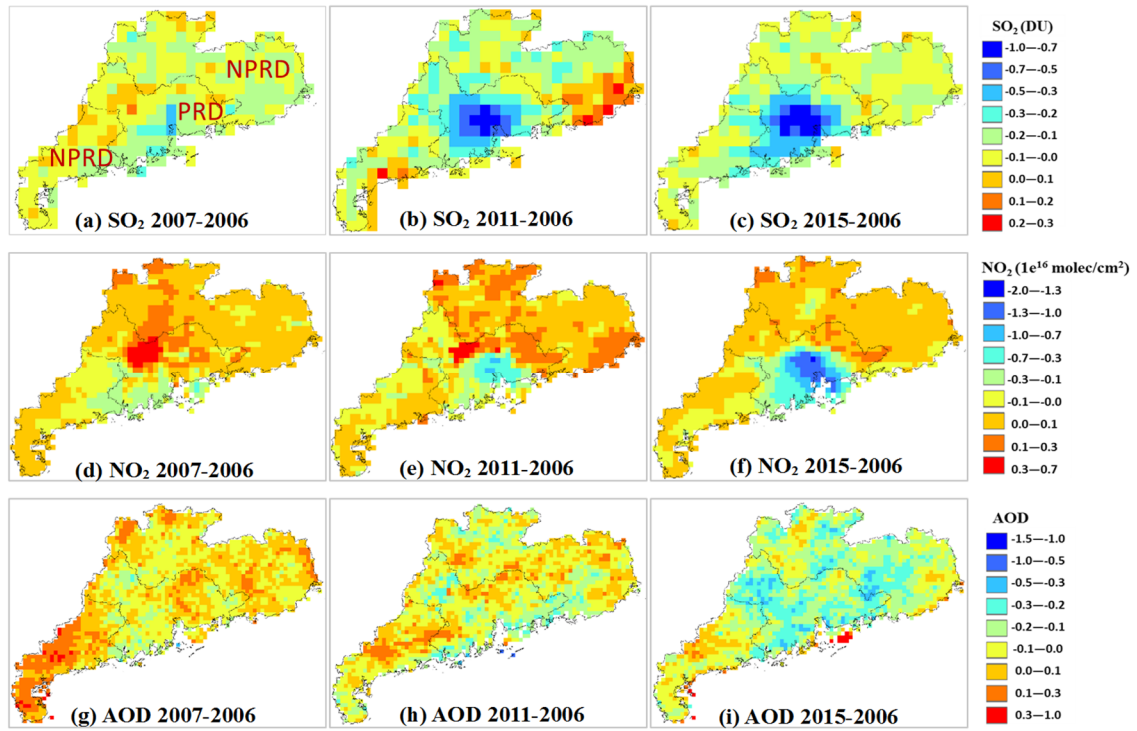 NPRD
PRD
NPRD
(a) SO₂ 2007-2006
(b) SO₂ 2011-2006
(c) SO₂ 2015-2006
SO₂ (DU)
-1.0—-0.7
-0.7—-0.5
-0.5—-0.3
-0.3—-0.2
-0.2—-0.1
-0.1—-0.0
0.0—0.1
0.1—0.2
0.2—0.3
(d) NO₂ 2007-2006
(e) NO₂ 2011-2006
(f) NO₂ 2015-2006
NO₂ (1e¹⁶ molec/cm²)
-2.0—-1.3
-1.3—-1.0
-1.0—-0.7
-0.7—-0.3
-0.3—-0.1
-0.1—-0.0
0.0—0.1
0.1—0.3
0.3—0.7
(g) AOD 2007-2006
(h) AOD 2011-2006
(i) AOD 2015-2006
AOD
-1.5—-1.0
-1.0—-0.5
-0.5—-0.3
-0.3—-0.2
-0.2—-0.1
-0.1—0.0
0.0—0.1
0.1—0.3
0.3—1.0